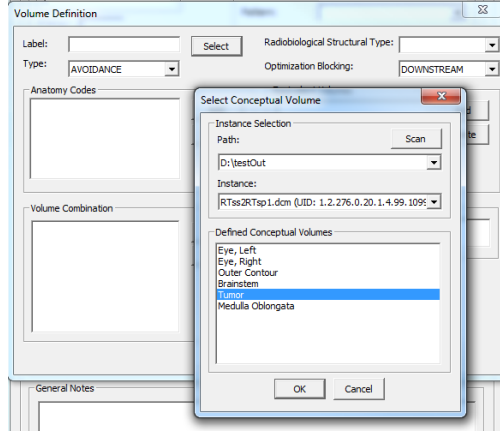 Volume Definition
Label:
Select
Radiobiological Structural Type:
Type:
AVOIDANCE
Optimization Blocking:
DOWNSTREAM
Anatomy Codes
Select Conceptual Volume
Instance Selection
Path:
Scan
D:\testOut
Instance:
RTss2RTsp1.dcm (UID: 1.2.276.0.20.1.4.99.1099
Volume Combination
Defined Conceptual Volumes
Eye, Left
Eye, Right
Outer Contour
Brainstem
Tumor
Medulla Oblongata
OK
Cancel
General Notes